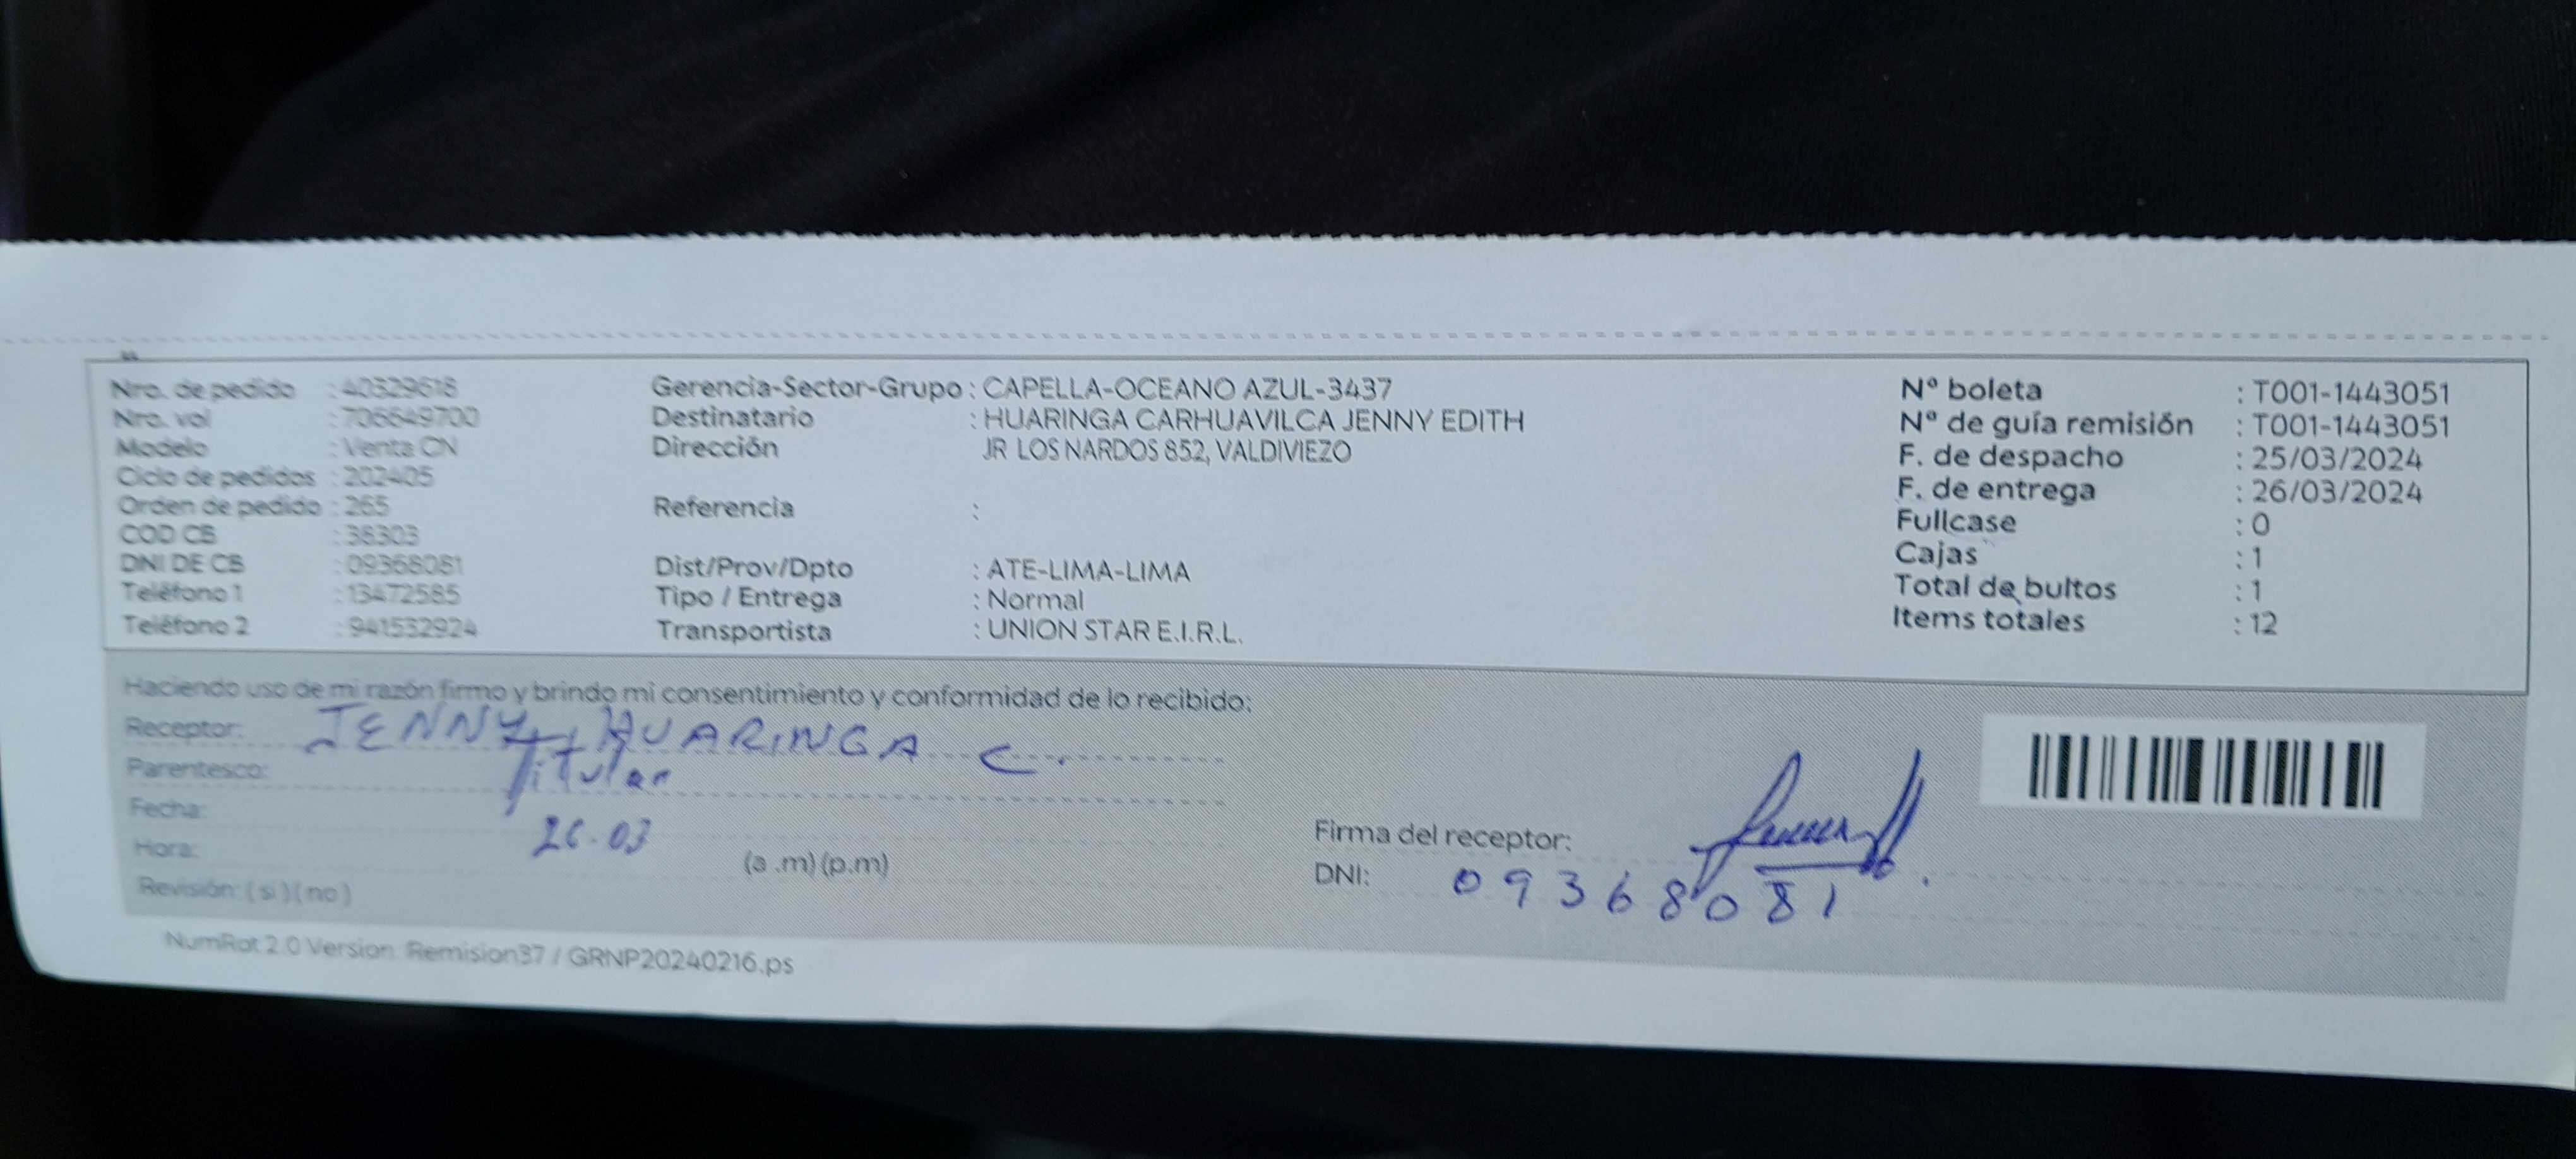 Nro. de pedido : 40329618
Nro. vol : 706649700
Modelo : Venta CN
Ciclo de pedidos : 202405
Orden de pedido : 265
COD CB : 38303
DNI DE CB : 09368081
Teléfono 1 : 13472585
Teléfono 2 : 941532924
Gerencia-Sector-Grupo : CAPELLA-OCEANO AZUL-3437
Destinatario : HUARINGA CARHUAVILCA JENNY EDITH
Dirección JR LOS NARDOS 852, VALDIVIEZO
Referencia :
Dist/Prov/Dpto : ATE-LIMA-LIMA
Tipo / Entrega : Normal
Transportista : UNION STAR E.I.R.L.
Nº boleta : T001-1443051
Nº de guía remisión : T001-1443051
F. de despacho : 25/03/2024
F. de entrega : 26/03/2024
Fullcase : 0
Cajas : 1
Total de bultos : 1
Items totales : 12
Haciendo uso de mi razón firmo y brindo mi consentimiento y conformidad de lo recibido:
Receptor: JENNY HUARINGA C.
Parentesco: Titular
Fecha: 26-03
Hora: (a .m) (p.m)
Revisión: ( si ) ( no )
Firma del receptor:
DNI: 09368081
NumRot 2.0 Version: Remision37 / GRNP20240216.ps